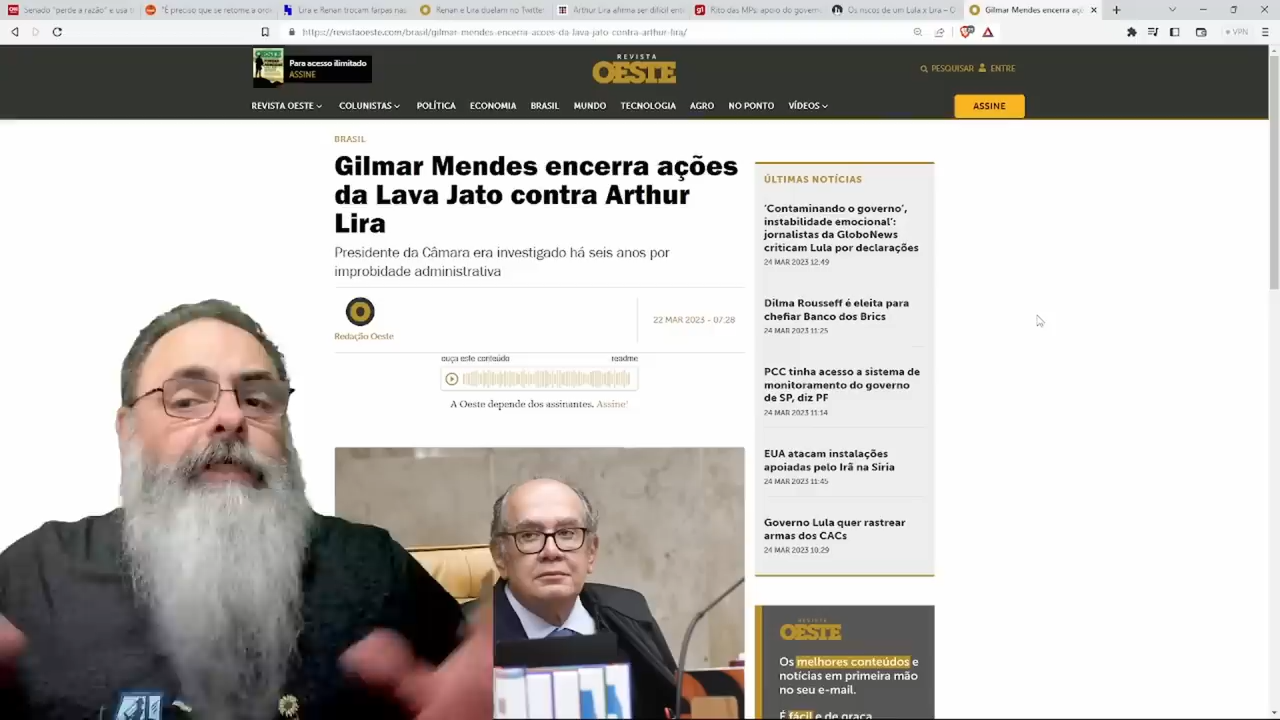 Senado "perde a razão" e usa t
"É preciso que se retome a orde
Lira e Renan trocam farpas nas
Renan e Lira duelam no Twitter
Arthur Lira afirma ser difícil ente
Rito das MPs: apoio do govern
Os riscos de um Lula x Lira – O
Gilmar Mendes encerra açõ
https://revistaoeste.com/brasil/gilmar-mendes-encerra-acoes-da-lava-jato-contra-arthur-lira/
VPN
Para acesso ilimitado
ASSINE
REVISTA
OESTE
PESQUISAR
ENTRE
REVISTA OESTE
COLUNISTAS
POLÍTICA
ECONOMIA
BRASIL
MUNDO
TECNOLOGIA
AGRO
NO PONTO
VÍDEOS
ASSINE
BRASIL
Gilmar Mendes encerra ações
da Lava Jato contra Arthur
Lira
Presidente da Câmara era investigado há seis anos por
improbidade administrativa
Redação Oeste
22 MAR 2023 - 07:28
ouça este conteúdo
readme
A Oeste depende dos assinantes. Assine!
ÚLTIMAS NOTÍCIAS
'Contaminando o governo',
instabilidade emocional':
jornalistas da GloboNews
criticam Lula por declarações
24 MAR 2023 12:49
Dilma Rousseff é eleita para
chefiar Banco dos Brics
24 MAR 2023 11:25
PCC tinha acesso a sistema de
monitoramento do governo
de SP, diz PF
24 MAR 2023 11:14
EUA atacam instalações
apoiadas pelo Irã na Síria
24 MAR 2023 11:45
Governo Lula quer rastrear
armas dos CACs
24 MAR 2023 10:29
REVISTA
OESTE
Os melhores conteúdos e
notícias em primeira mão
no seu e-mail.
É fácil e de graça